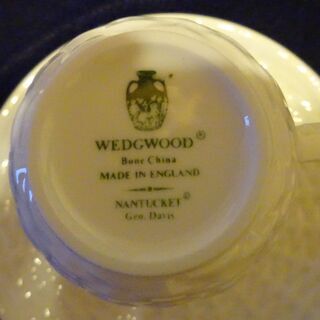 WEDGWOOD®
Bone China
MADE IN ENGLAND
NANTUCKET©
Geo. Davis